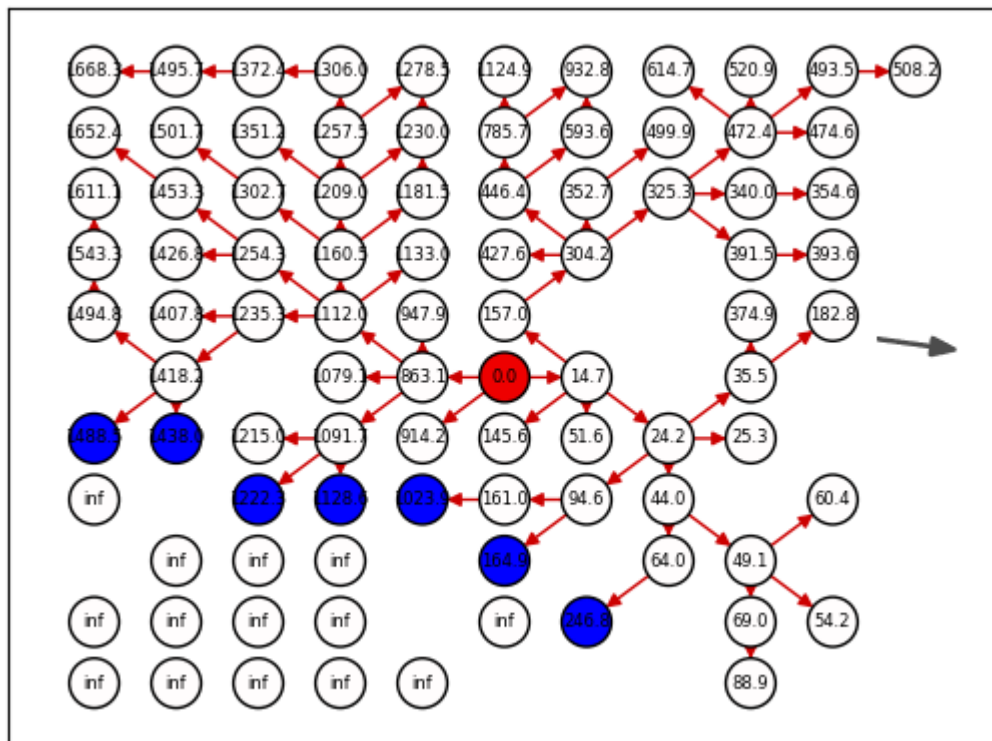 1668.3 1495.7 1372.4 1306.0 1278.5 1124.9 932.8 614.7 520.9 493.5 508.2
1652.4 1501.7 1351.2 1257.5 1230.0 785.7 593.6 499.9 472.4 474.6
1611.1 1453.3 1302.7 1209.0 1181.5 446.4 352.7 325.3 340.0 354.6
1543.3 1426.8 1254.3 1160.5 1133.0 427.6 304.2 391.5 393.6
1494.8 1407.8 1235.3 1112.0 947.9 157.0 374.9 182.8
1418.2 1079.1 863.1 0.0 14.7 35.5
1488.5 1438.0 1215.0 1091.7 914.2 145.6 51.6 24.2 25.3
inf 1222.3 1128.6 161.0 94.6 44.0 60.4
inf inf inf 164.9 64.0 49.1
inf inf inf inf inf 246.8 69.0 54.2
inf inf inf inf inf 88.9